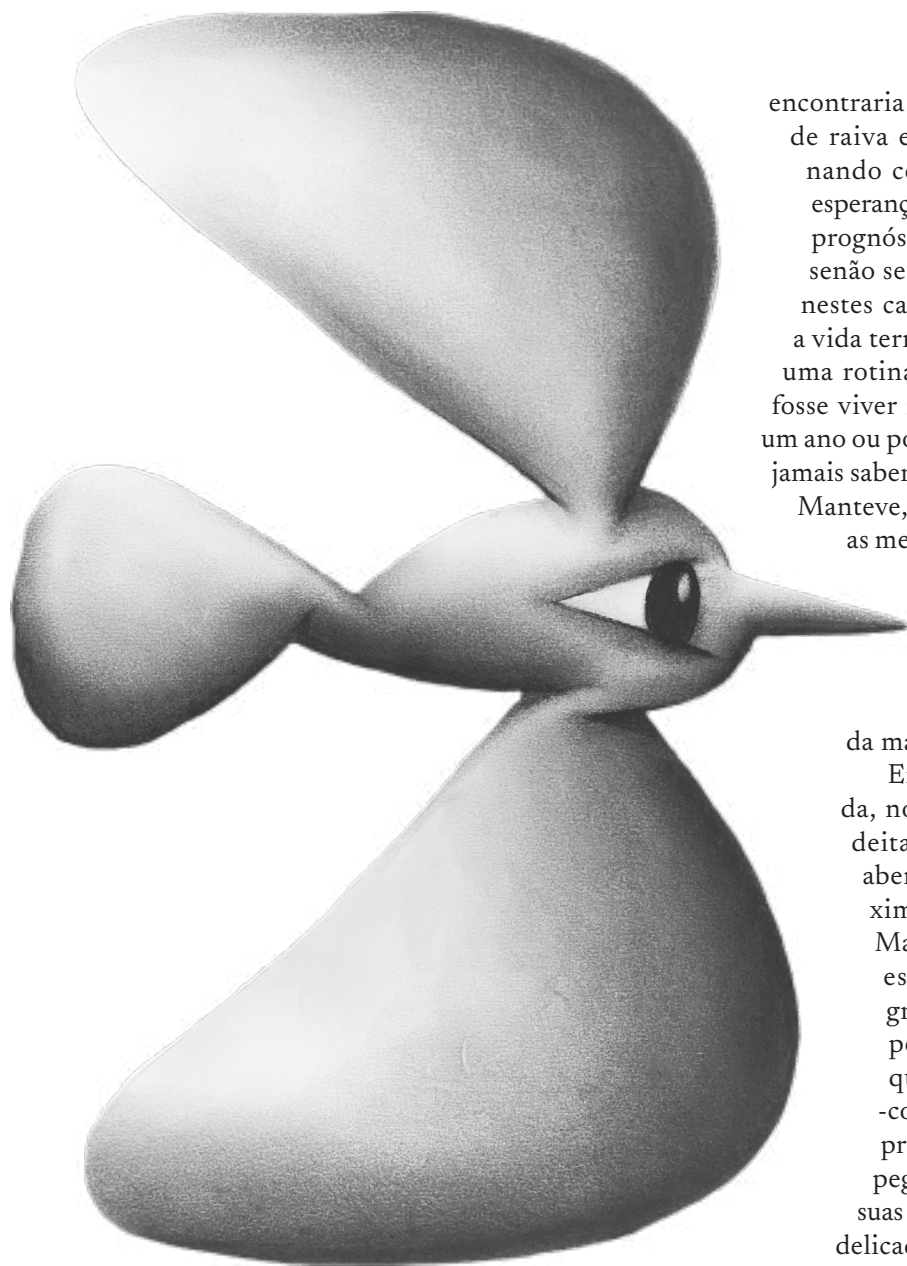 encontraria
de raiva e
nando co
esperanç
prognós
senão se
nestes ca
a vida terr
uma rotina
fosse viver
um ano ou po
jamais saber
Manteve,
as me
da ma
En
da, no
deita
aber
xim
Ma
es
gr
po
qu
-co
pr
peg
suas
delicad